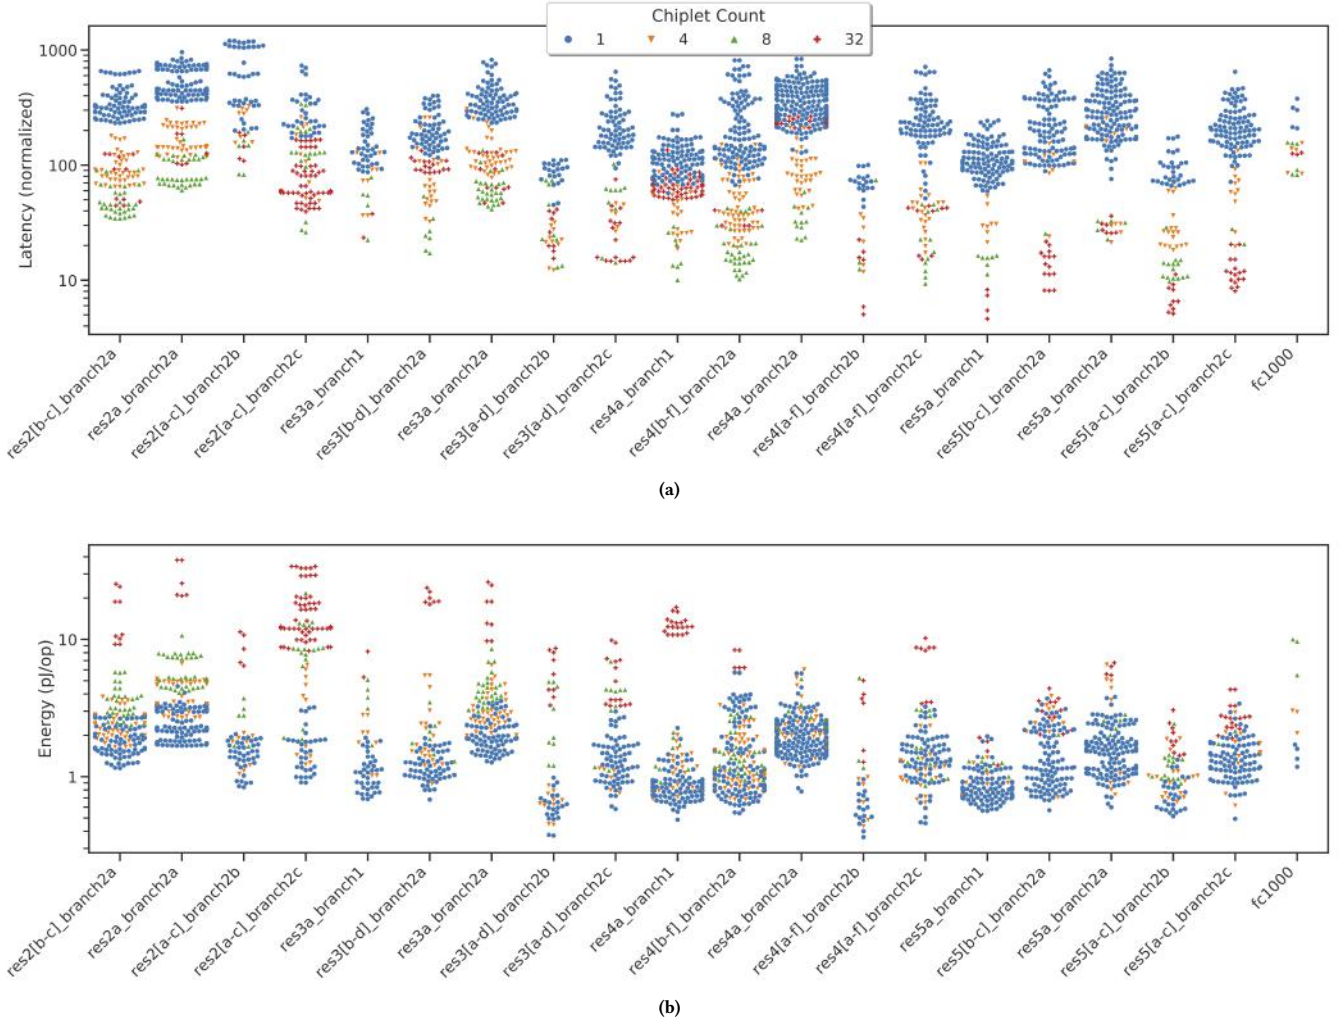 Chiplet Count
1 4 8 32
Latency (normalized)
1000
100
10
res2[b-c]_branch2a
res2a_branch2a
res2[a-c]_branch2b
res2[a-c]_branch2c
res3a_branch1
res3[b-d]_branch2a
res3a_branch2a
res3[a-d]_branch2b
res3[a-d]_branch2c
res4a_branch1
res4[b-f]_branch2a
res4a_branch2a
res4[a-f]_branch2b
res4[a-f]_branch2c
res5a_branch1
res5[b-c]_branch2a
res5a_branch2a
res5[a-c]_branch2b
res5[a-c]_branch2c
fc1000
(a)
Energy (pJ/op)
10
1
res2[b-c]_branch2a
res2a_branch2a
res2[a-c]_branch2b
res2[a-c]_branch2c
res3a_branch1
res3[b-d]_branch2a
res3a_branch2a
res3[a-d]_branch2b
res3[a-d]_branch2c
res4a_branch1
res4[b-f]_branch2a
res4a_branch2a
res4[a-f]_branch2b
res4[a-f]_branch2c
res5a_branch1
res5[b-c]_branch2a
res5a_branch2a
res5[a-c]_branch2b
res5[a-c]_branch2c
fc1000
(b)